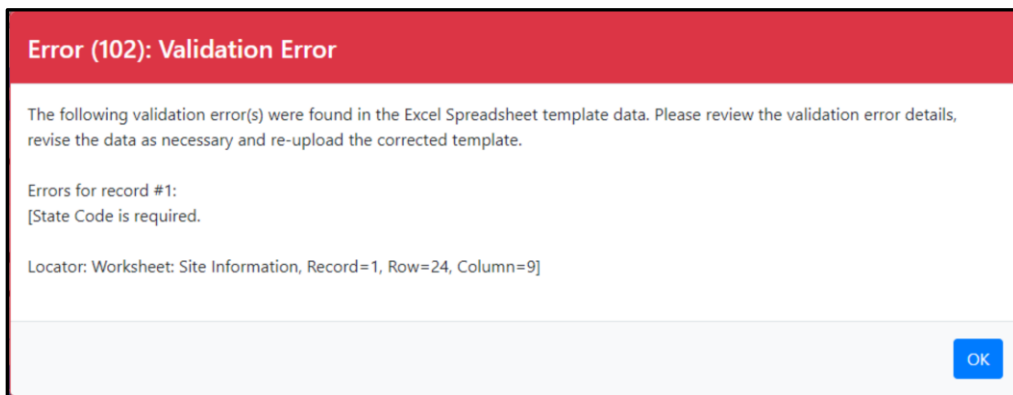 Error (102): Validation Error
The following validation error(s) were found in the Excel Spreadsheet template data. Please review the validation error details,
revise the data as necessary and re-upload the corrected template.
Errors for record #1:
[State Code is required.
Locator: Worksheet: Site Information, Record=1, Row=24, Column=9]
OK